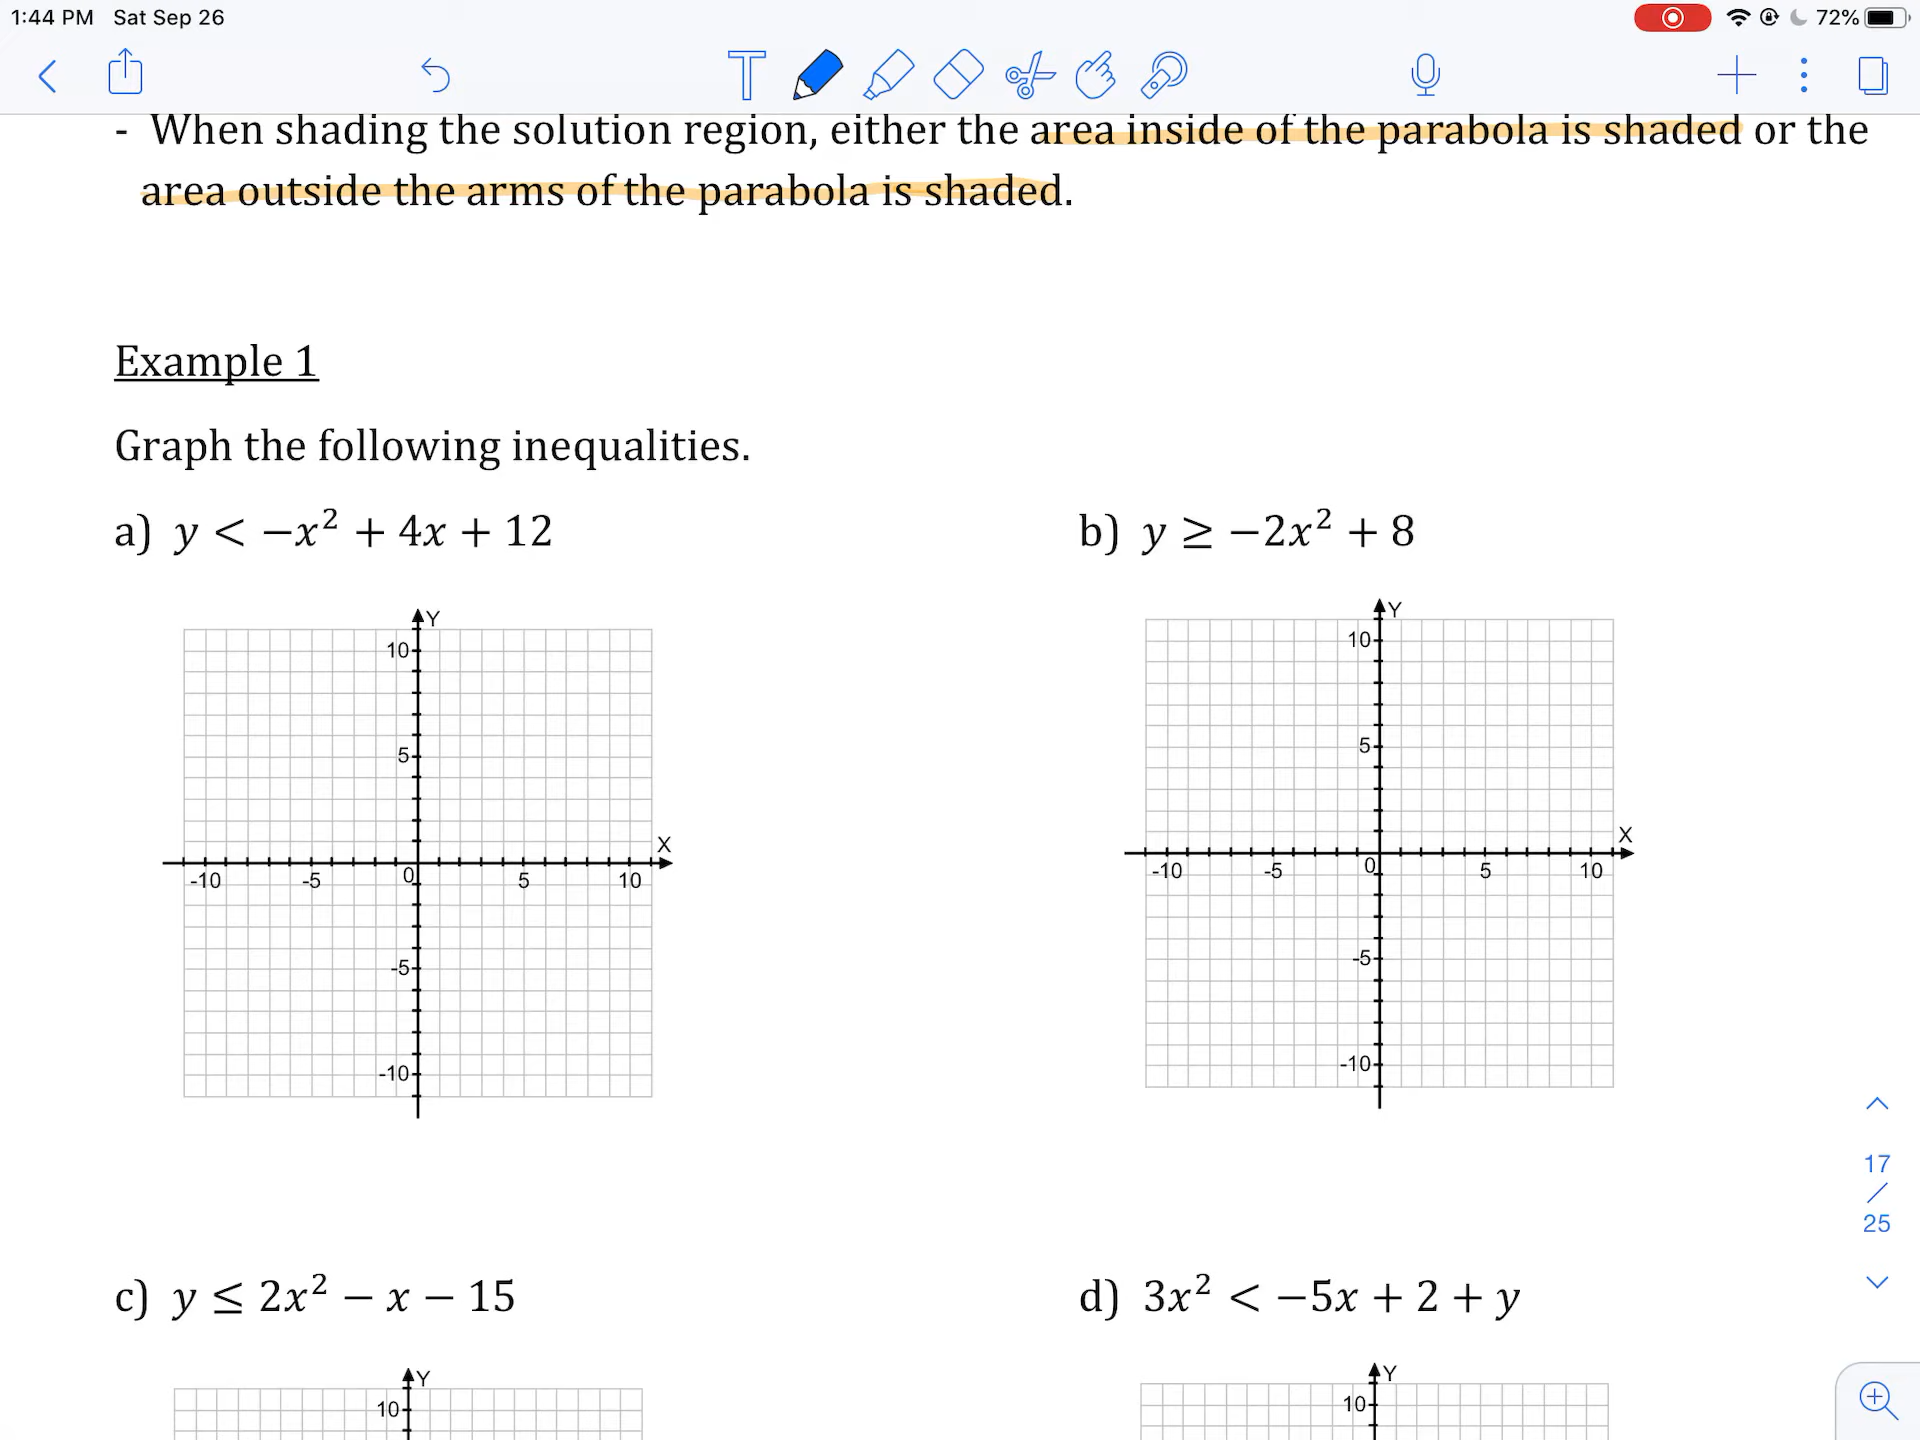 1:44 PM Sat Sep 26 72%
- When shading the solution region, either the area inside of the parabola is shaded or the
area outside the arms of the parabola is shaded.
Example 1
Graph the following inequalities.
a) y < −x² + 4x + 12
b) y ≥ −2x² + 8
Y
10
5
X
-10 -5 0 5 10
-5
-10
Y
10
5
X
-10 -5 0 5 10
-5
-10
17
/
25
c) y ≤ 2x² − x − 15
d) 3x² < −5x + 2 + y
Y
10
Y
10